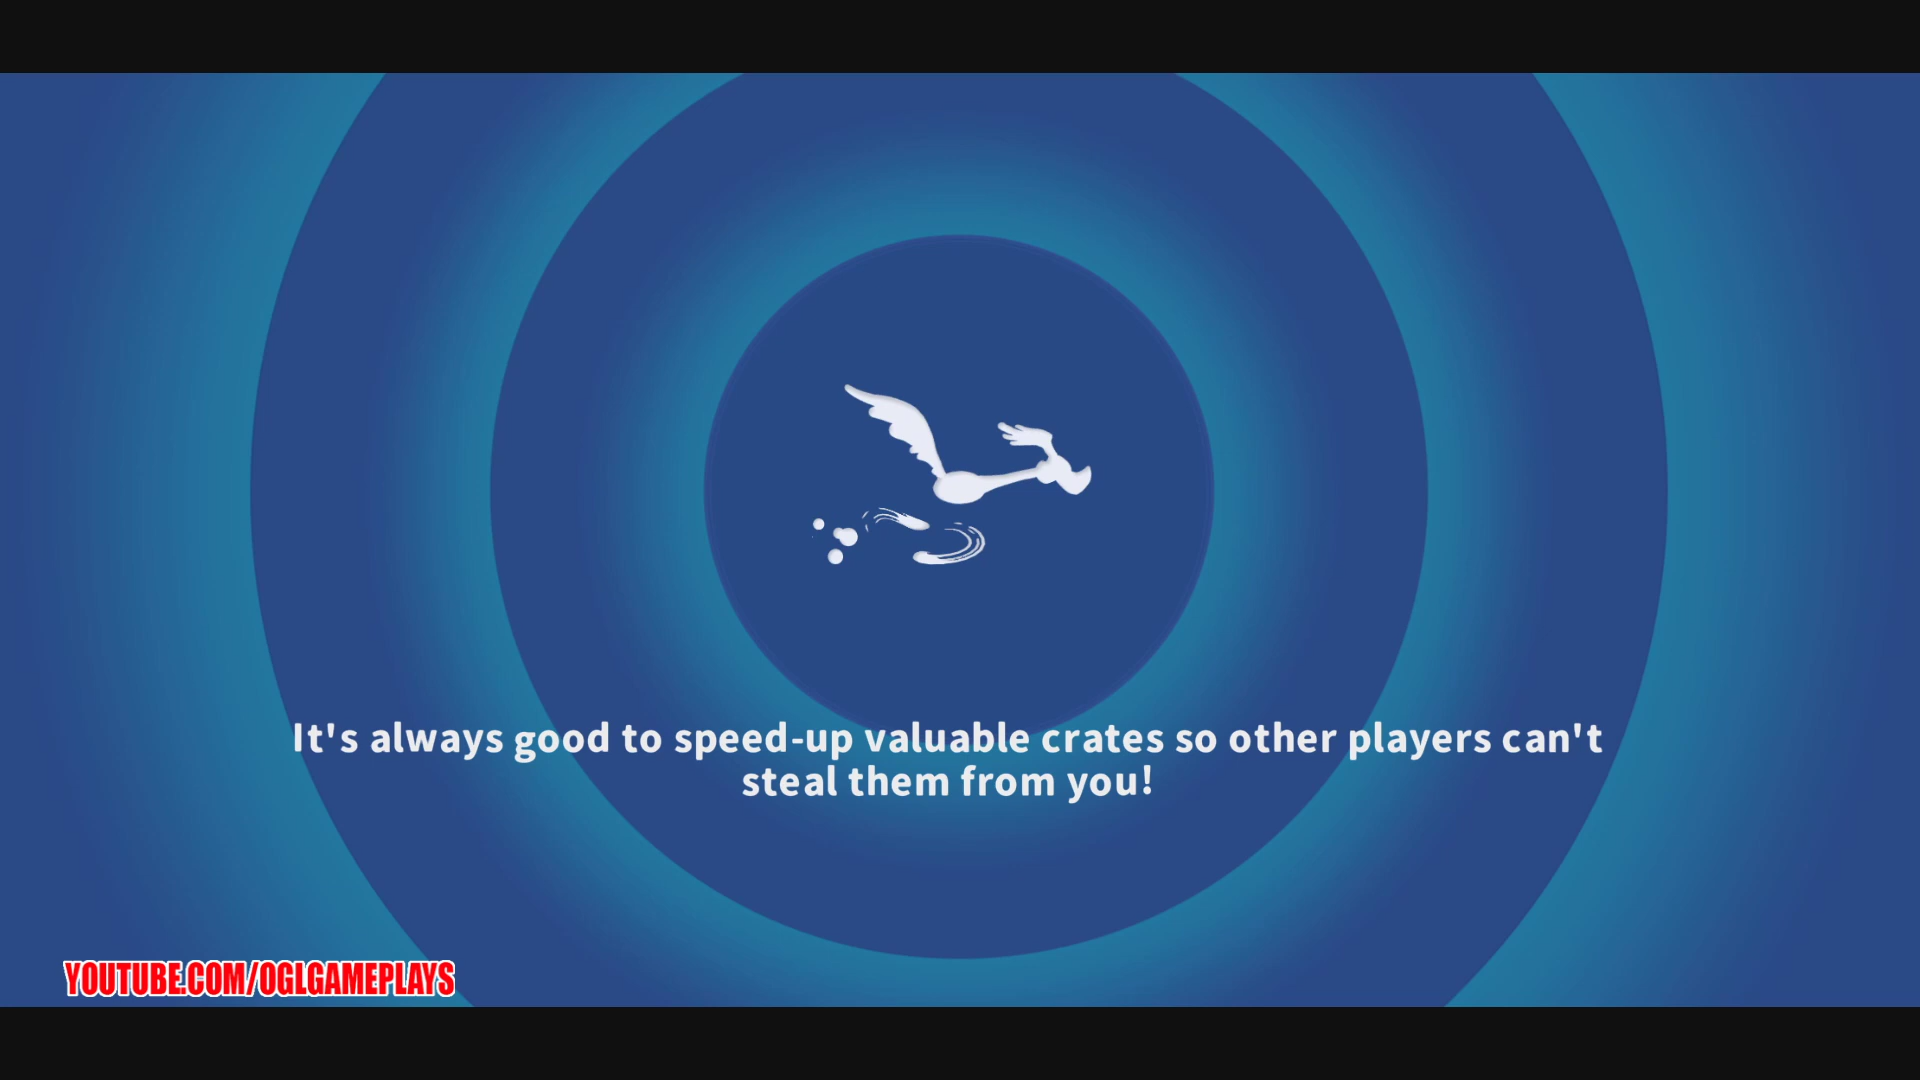 It's always good to speed-up valuable crates so other players can't
steal them from you!
YOUTUBE.COM/OGLGAMEPLAYS